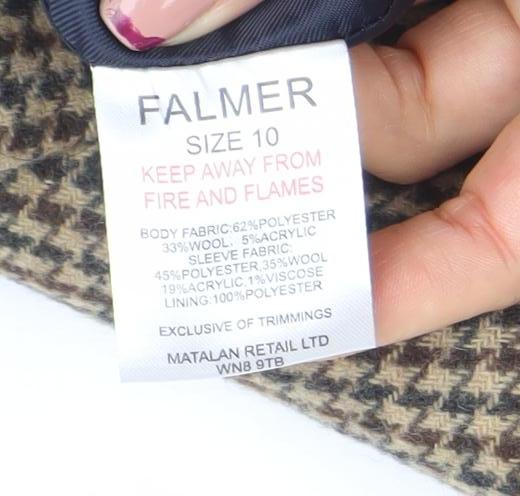 FALMER
SIZE 10
KEEP AWAY FROM
FIRE AND FLAMES
BODY FABRIC:62%POLYESTER
33%WOOL, 5%ACRYLIC
SLEEVE FABRIC:
45%POLYESTER,35%WOOL
19%ACRYLIC,1%VISCOSE
LINING:100%POLYESTER
EXCLUSIVE OF TRIMMINGS
MATALAN RETAIL LTD
WN8 9TB